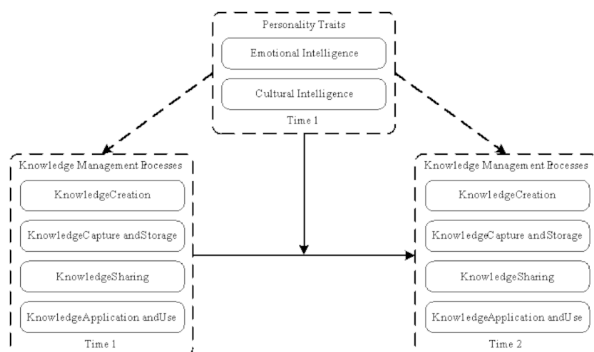 Personality Traits
Emotional Intelligence
Cultural Intelligence
Time 1
Knowledge Management Processes
KnowledgeCreation
KnowledgeCapture andStorage
KnowledgeSharing
KnowledgeApplication andUse
Time 1
Knowledge Management Processes
KnowledgeCreation
KnowledgeCapture andStorage
KnowledgeSharing
KnowledgeApplication andUse
Time 2